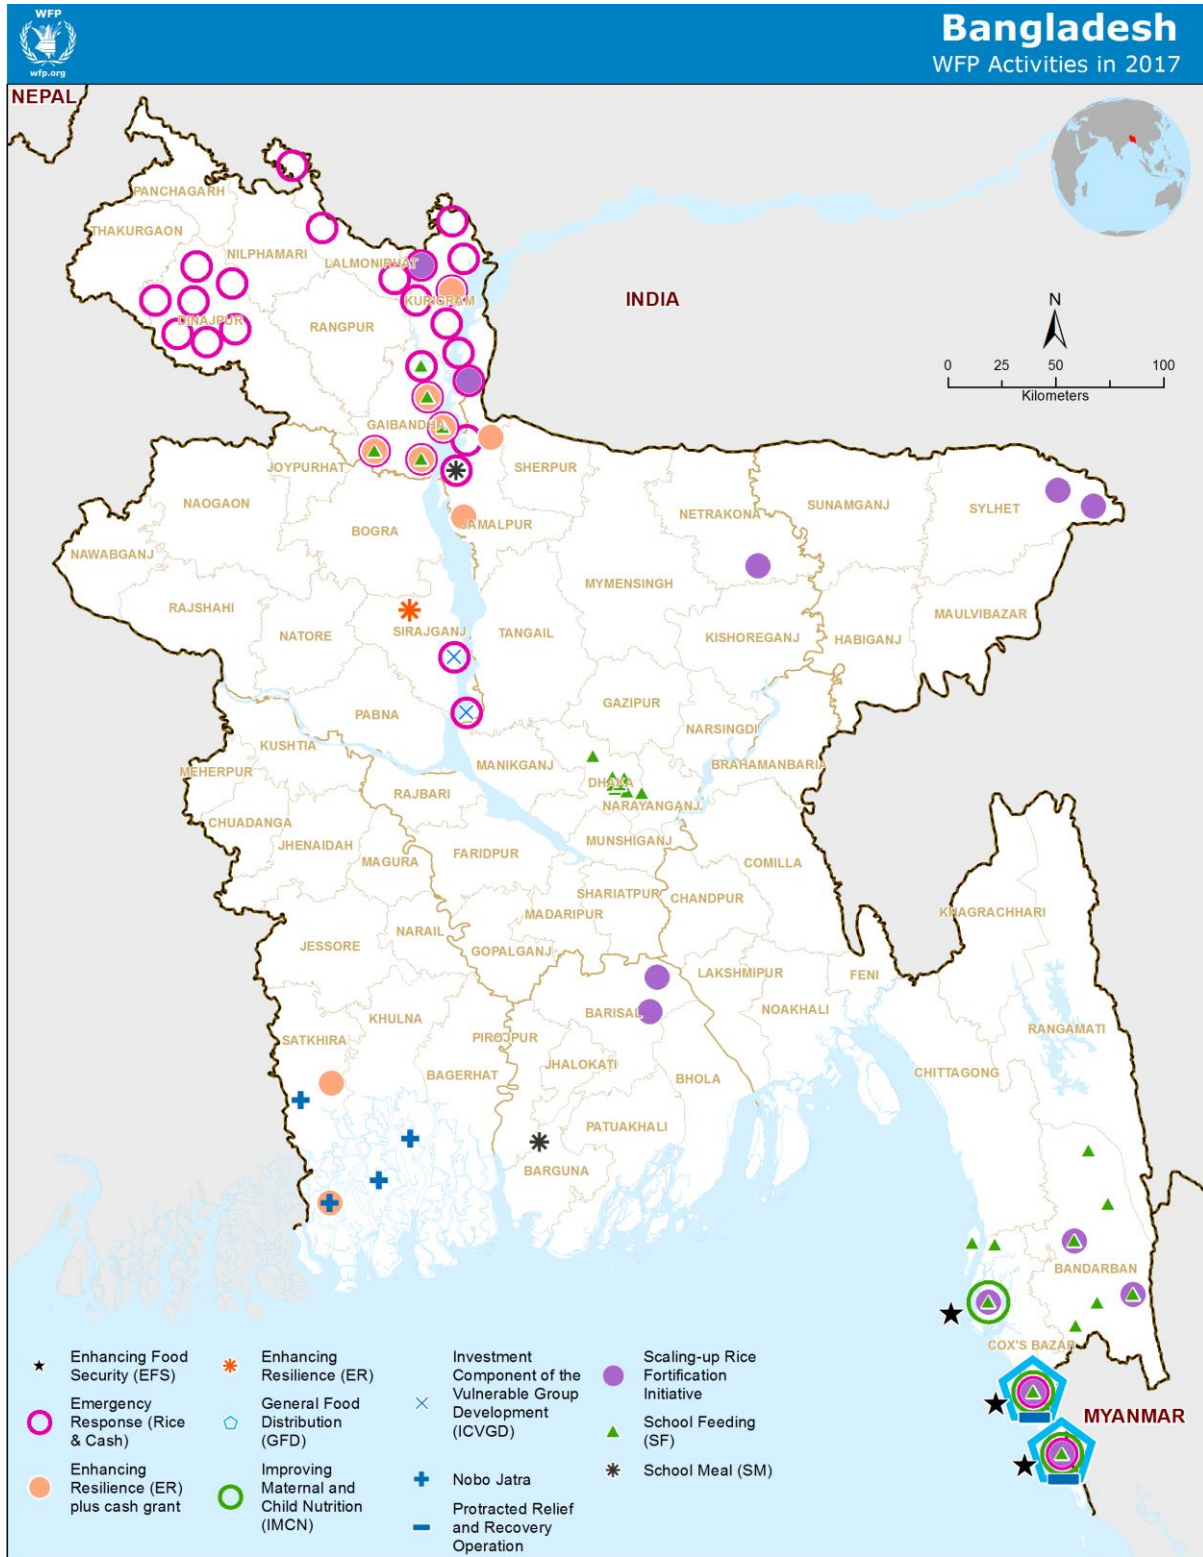 WFP
wfp.org
Bangladesh
WFP Activities in 2017
NEPAL
PANCHAGARH
THAKURGAON
NILPHAMARI
LALMONIRHAT
KURIGRAM
INDIA
N
DINAJPUR
RANGPUR
0 25 50 100
Kilometers
GAIBANDHA
JOYPURHAT
SHERPUR
NAOGAON
SUNAMGANJ
SYLHET
NETRAKONA
BOGRA
JAMALPUR
NAWABGANJ
MYMENSINGH
RAJSHAHI
MAULVIBAZAR
NATORE
SIRAJGANJ
TANGAIL
KISHOREGANJ
HABIGANJ
GAZIPUR
PABNA
NARSINGDI
KUSHTIA
MEHERPUR
MANIKGANJ
BRAHAMANBARIA
DHAKA
RAJBARI
NARAYANGANJ
CHUADANGA
JHENAIDAH
MUNSHIGANJ
MAGURA
FARIDPUR
COMILLA
SHARIATPUR
CHANDPUR
MADARIPUR
KHAGRACHHARI
NARAIL
JESSORE
GOPALGANJ
LAKSHMIPUR
FENI
BARISAL
NOAKHALI
KHULNA
RANGAMATI
SATKHIRA
PIROJPUR
JHALOKATI
CHITTAGONG
BAGERHAT
BHOLA
PATUAKHALI
BARGUNA
BANDARBAN
COX'S BAZAR
MYANMAR
Enhancing Food
Security (EFS)
Emergency
Response (Rice
& Cash)
Enhancing
Resilience (ER)
plus cash grant
Enhancing
Resilience (ER)
General Food
Distribution
(GFD)
Improving
Maternal and
Child Nutrition
(IMCN)
Investment
Component of the
Vulnerable Group
Development
(ICVGD)
Nobo Jatra
Protracted Relief
and Recovery
Operation
Scaling-up Rice
Fortification
Initiative
School Feeding
(SF)
School Meal (SM)